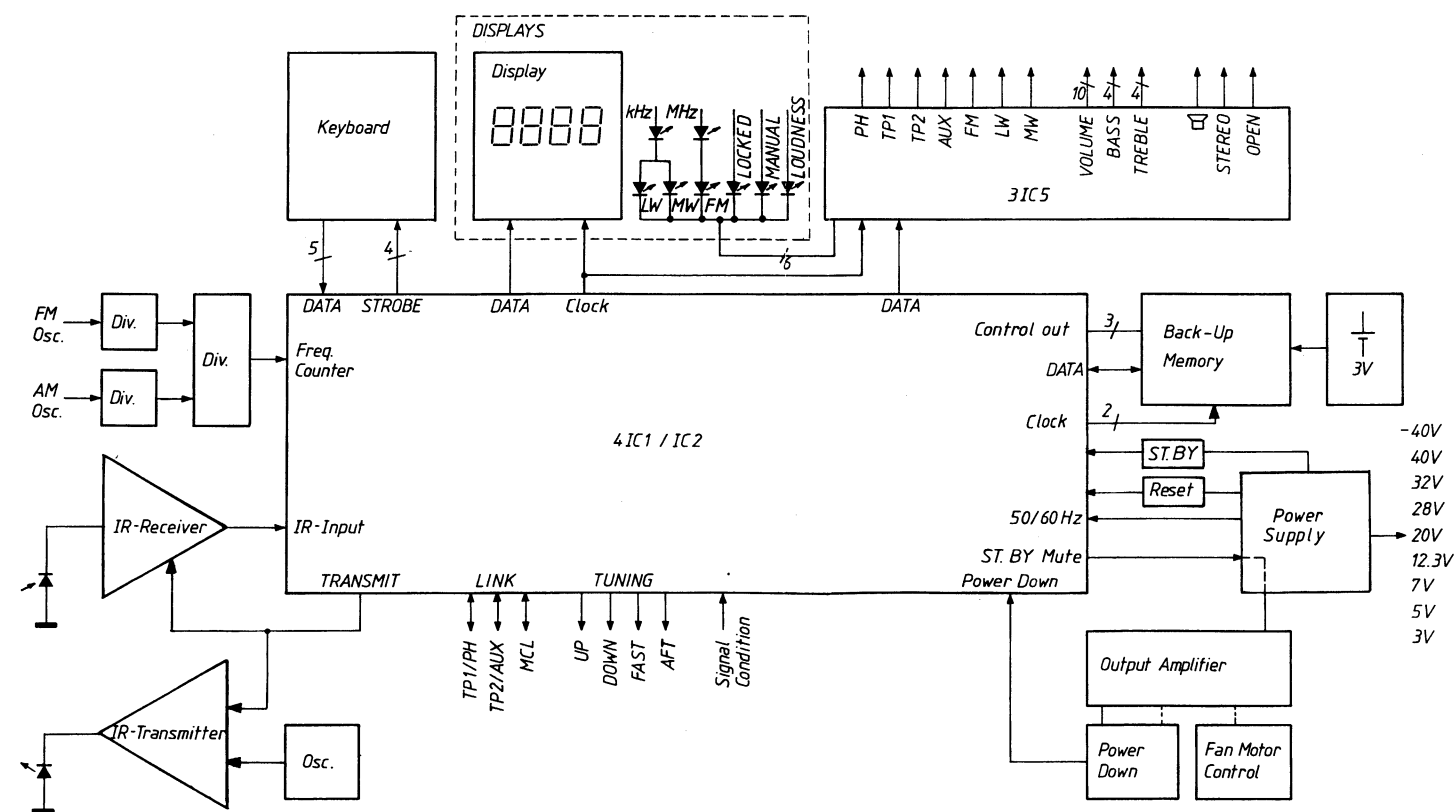 DISPLAYS
Display
Keyboard
kHz
MHz
LW
MW
FM
LOCKED
MANUAL
LOUDNESS
PH
TP1
TP2
AUX
FM
LW
MW
10
VOLUME
4
BASS
4
TREBLE
STEREO
OPEN
3IC5
5
4
6
DATA
STROBE
DATA
Clock
DATA
FM
Osc.
Div.
Div.
AM
Osc.
Div.
Freq.
Counter
4IC1 / IC2
Control out
3
DATA
Clock
2
Back-Up
Memory
3V
ST. BY
Reset
50/60 Hz
ST. BY Mute
Power Down
Power
Supply
-40V
40V
32V
28V
20V
12.3V
7V
5V
3V
IR-Receiver
IR-Input
TRANSMIT
LINK
TUNING
TP1/PH
TP2/AUX
MCL
UP
DOWN
FAST
AFT
Signal
Condition
IR-Transmitter
Osc.
Output Amplifier
Power
Down
Fan Motor
Control